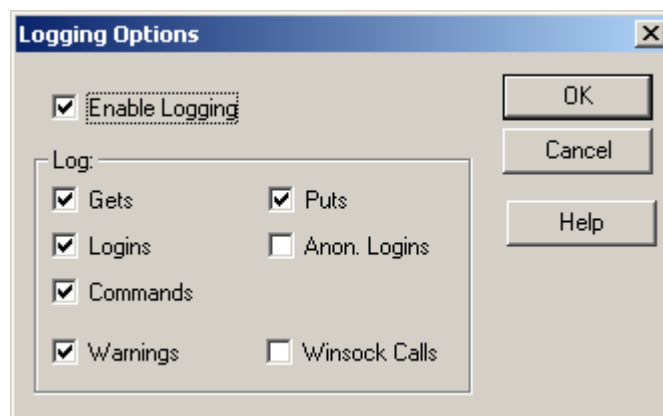 Logging Options
Enable Logging
OK
Cancel
Help
Log:
Gets
Puts
Logins
Anon. Logins
Commands
Warnings
Winsock Calls